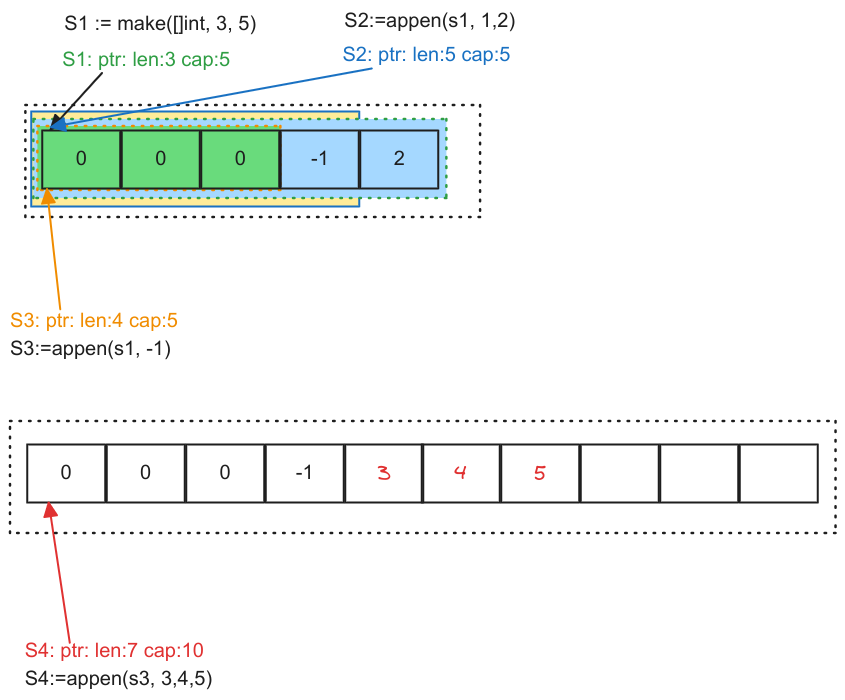 S1 := make([]int, 3, 5)
S2:=appen(s1, 1,2)
S1: ptr: len:3 cap:5
S2: ptr: len:5 cap:5
0 0 0 -1 2
S3: ptr: len:4 cap:5
S3:=appen(s1, -1)
0 0 0 -1 3 4 5
S4: ptr: len:7 cap:10
S4:=appen(s3, 3,4,5)